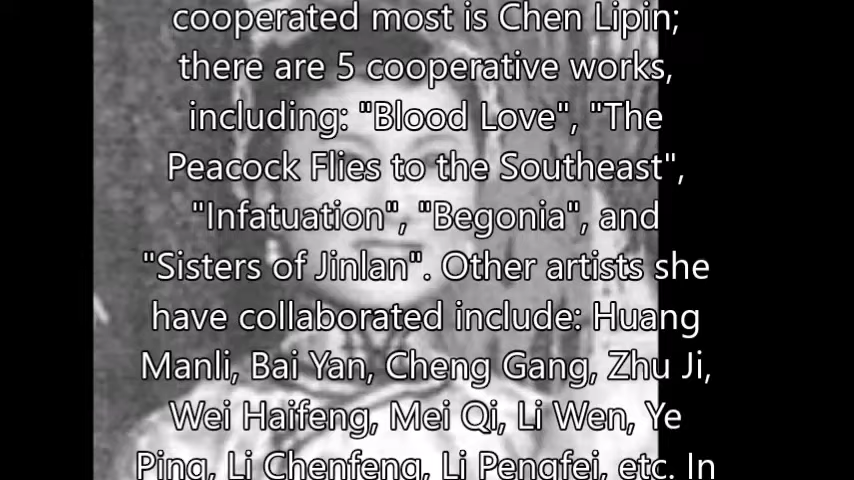 cooperated most is Chen Lipin;
there are 5 cooperative works,
including: "Blood Love", "The
Peacock Flies to the Southeast",
"Infatuation", "Begonia", and
"Sisters of Jinlan". Other artists she
have collaborated include: Huang
Manli, Bai Yan, Cheng Gang, Zhu Ji,
Wei Haifeng, Mei Qi, Li Wen, Ye
Ping, Li Chenfeng, Li Pengfei, etc. In